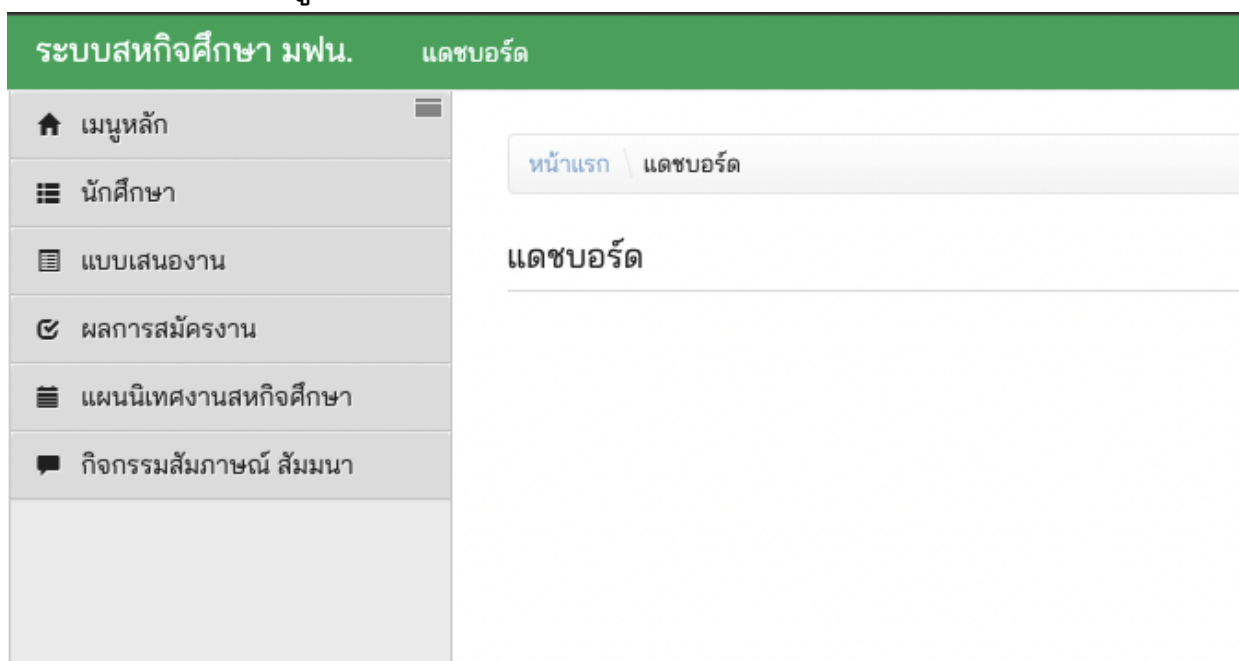 ระบบสหกิจศึกษา มฟน. แดชบอร์ด
เมนูหลัก
นักศึกษา
แบบเสนองาน
ผลการสมัครงาน
แผนนิเทศงานสหกิจศึกษา
กิจกรรมสัมภาษณ์ สัมมนา
หน้าแรก \ แดชบอร์ด
แดชบอร์ด